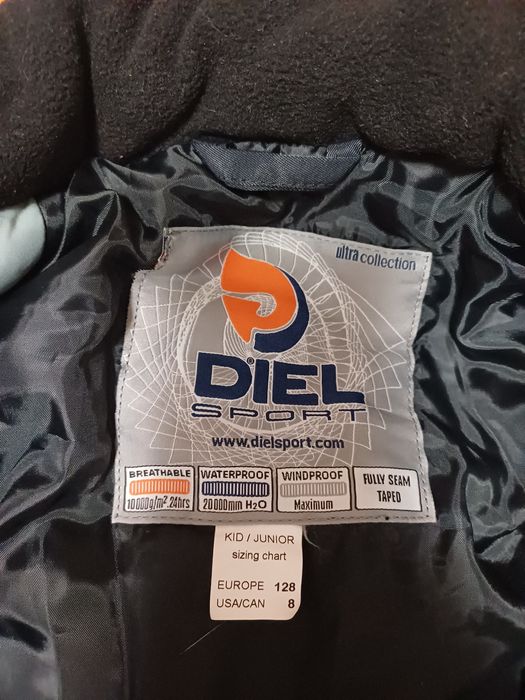 ultra collection
DIEL
SPORT
www.dielsport.com
BREATHABLE
10000g/m².24hrs
WATERPROOF
20000mm H₂O
WINDPROOF
Maximum
FULLY SEAM
TAPED
KID / JUNIOR
sizing chart
EUROPE 128
USA/CAN 8